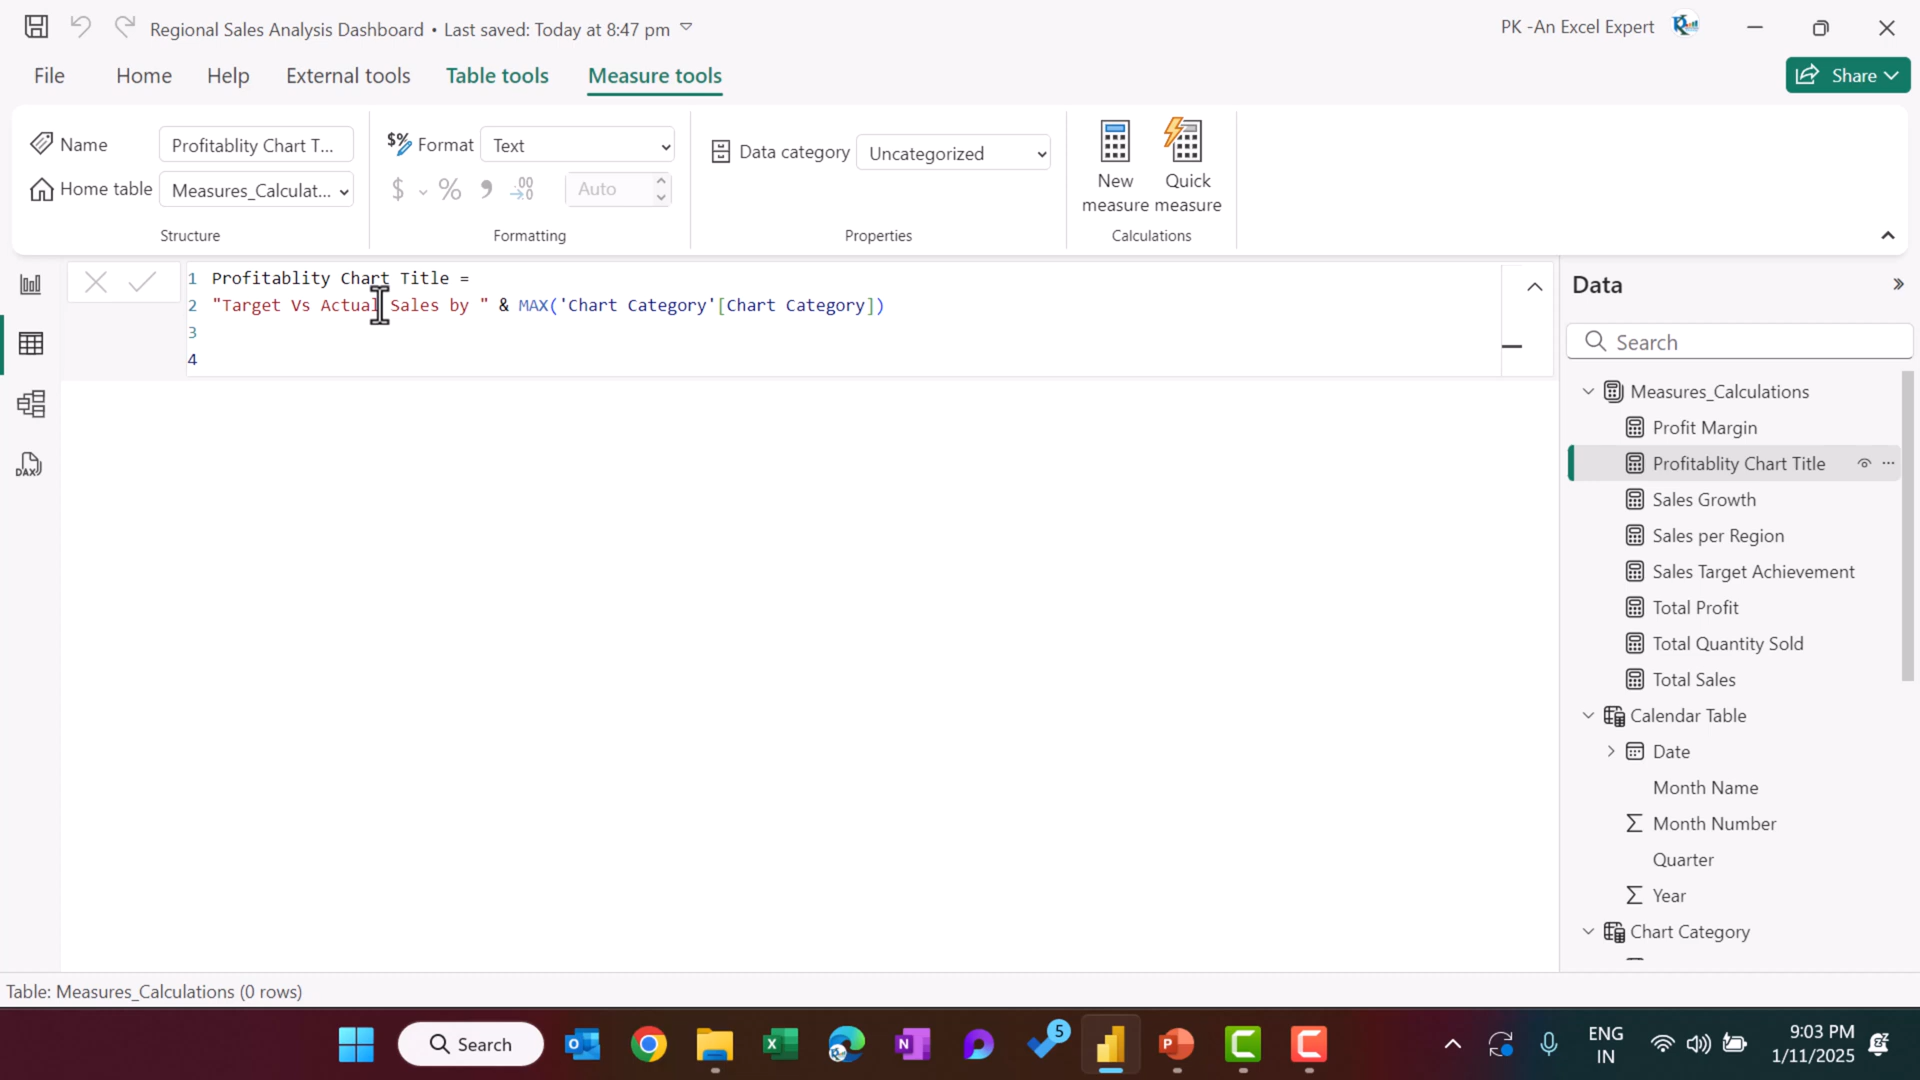 Regional Sales Analysis Dashboard • Last saved: Today at 8:47 pm
PK -An Excel Expert
File Home Help External tools Table tools Measure tools
Share
Name Profitablity Chart T...
Home table Measures_Calculat...
Structure
$% Format Text
$ % 9 .00 →.0 Auto
Formatting
Data category Uncategorized
Properties
New measure
Quick measure
Calculations
1 Profitablity Chart Title =
2 "Target Vs Actual Sales by " & MAX('Chart Category'[Chart Category])
3
4
DAX
Data
Search
Measures_Calculations
Profit Margin
Profitablity Chart Title
Sales Growth
Sales per Region
Sales Target Achievement
Total Profit
Total Quantity Sold
Total Sales
Calendar Table
Date
Month Name
Month Number
Quarter
Year
Chart Category
Table: Measures_Calculations (0 rows)
Search
5
ENG
IN
9:03 PM
1/11/2025